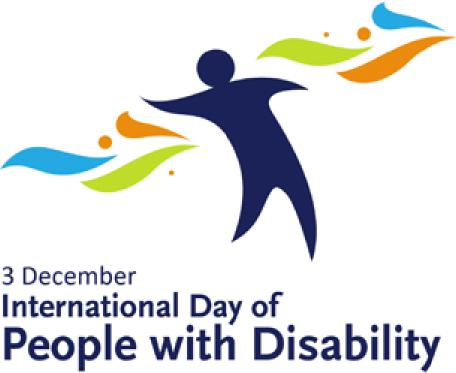 3 December
International Day of
People with Disability